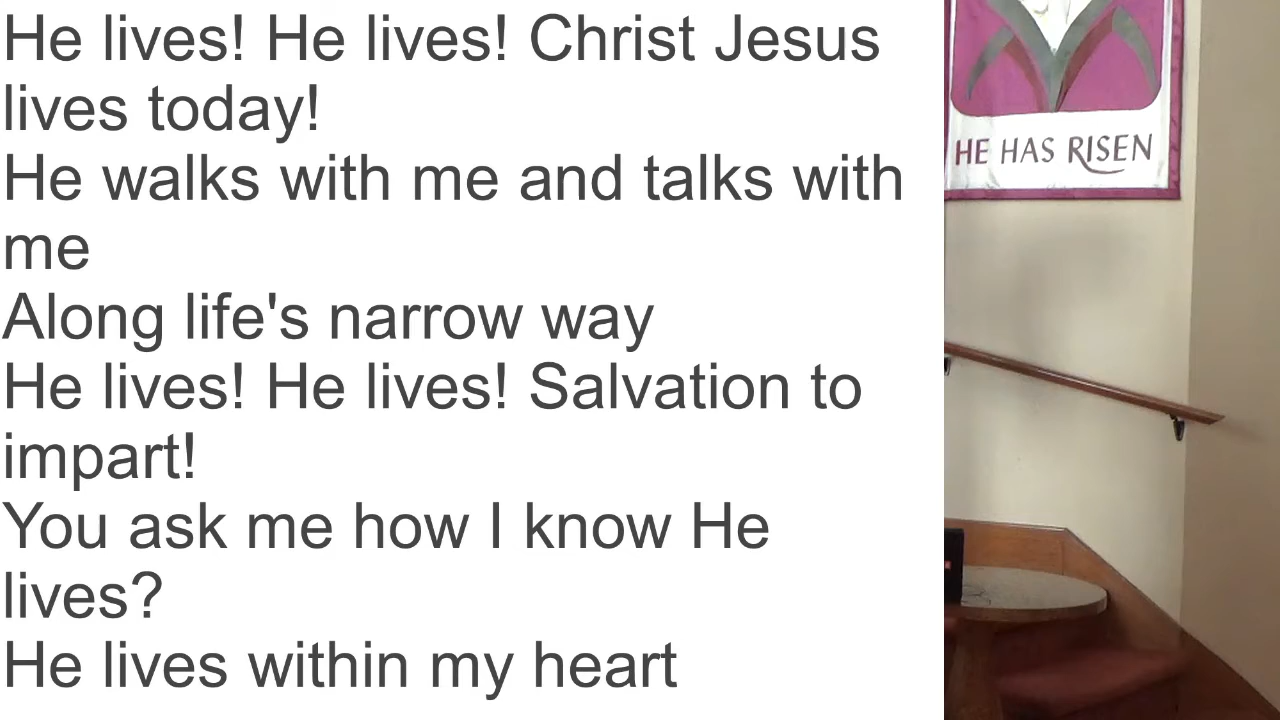 He lives! He lives! Christ Jesus
lives today!
He walks with me and talks with
me
Along life's narrow way
He lives! He lives! Salvation to
impart!
You ask me how I know He
lives?
He lives within my heart
HE HAS RISEN